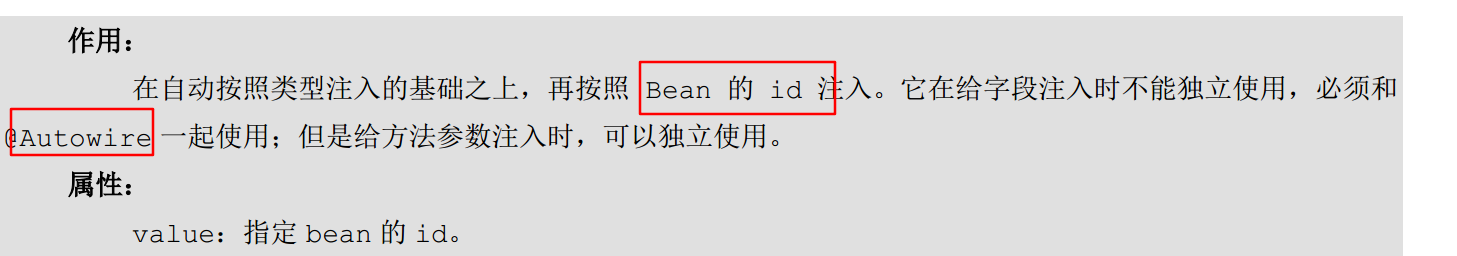 作用：
在自动按照类型注入的基础之上，再按照 Bean 的 id 注入。它在给字段注入时不能独立使用，必须和
@Autowire 一起使用；但是给方法参数注入时，可以独立使用。
属性：
value：指定 bean 的 id。